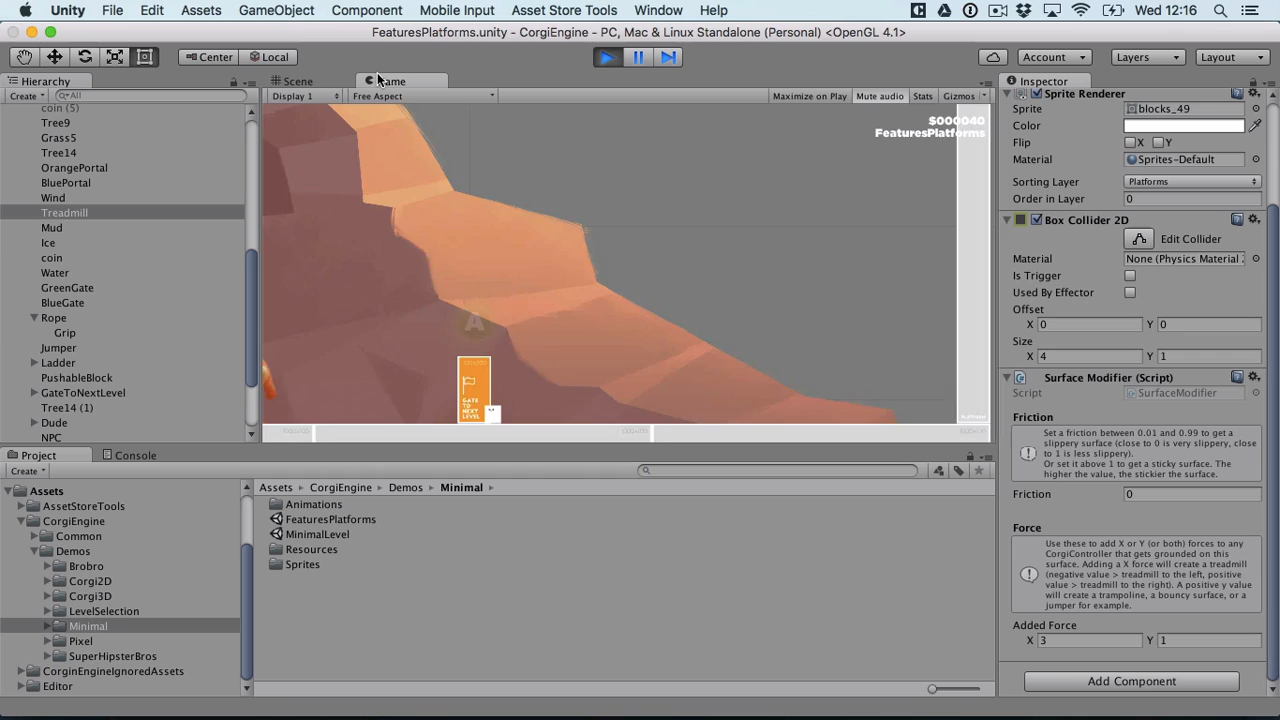 Unity File Edit Assets GameObject Component Mobile Input Asset Store Tools Window Help Wed 12:16
FeaturesPlatforms.unity - CorgiEngine - PC, Mac & Linux Standalone (Personal) <OpenGL 4.1>
Center Local Account Layers Layout
Hierarchy
Create All
coin (5)
Tree9
Grass5
Tree14
OrangePortal
BluePortal
Wind
Treadmill
Mud
Ice
coin
Water
GreenGate
BlueGate
Rope
Grip
Jumper
Ladder
PushableBlock
GateToNextLevel
Tree14 (1)
Dude
NPC
Scene
Display 1 Free Aspect Maximize on Play Mute audio Stats Gizmos
$000040
FeaturesPlatforms
A
GATE
TO
NEXT
LEVEL
Inspector
Sprite Renderer
Sprite blocks_49
Color
Flip X Y
Material Sprites-Default
Sorting Layer Platforms
Order in Layer 0
Box Collider 2D
Edit Collider
Material None (Physics Material
Is Trigger
Used By Effector
Offset
X 0 Y 0
Size
X 4 Y 1
Surface Modifier (Script)
Script SurfaceModifier
Friction
Set a friction between 0.01 and 0.99 to get a
slippery surface (close to 0 is very slippery, close
to 1 is less slippery).
Or set it above 1 to get a sticky surface. The
higher the value, the stickier the surface.
Friction 0
Force
Use these to add X or Y (or both) forces to any
CorgiController that gets grounded on this
surface. Adding a X force will create a treadmill
(negative value > treadmill to the left, positive
value > treadmill to the right). A positive y value
will create a trampoline, a bouncy surface, or a
jumper for example.
Added Force
X 3 Y 1
Add Component
Project Console
Create
Assets
AssetStoreTools
CorgiEngine
Common
Demos
Brobro
Corgi2D
Corgi3D
LevelSelection
Minimal
Pixel
SuperHipsterBros
CorginEngineIgnoredAssets
Editor
Assets CorgiEngine Demos Minimal
Animations
FeaturesPlatforms
MinimalLevel
Resources
Sprites